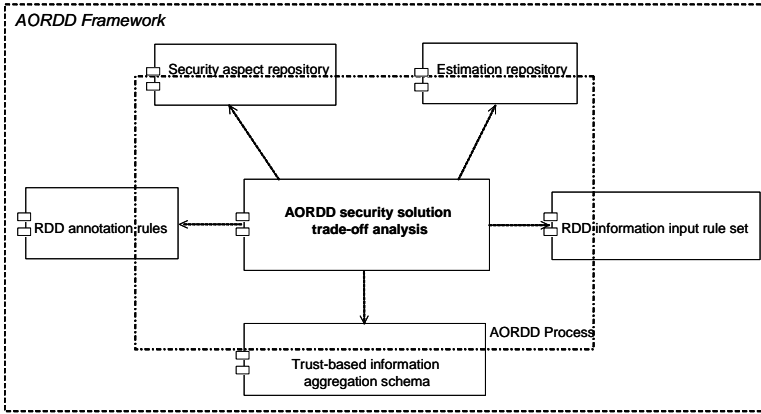 AORDD Framework
Security aspect repository
Estimation repository
RDD annotation rules
AORDD security solution
trade-off analysis
RDD information input rule set
AORDD Process
Trust-based information
aggregation schema